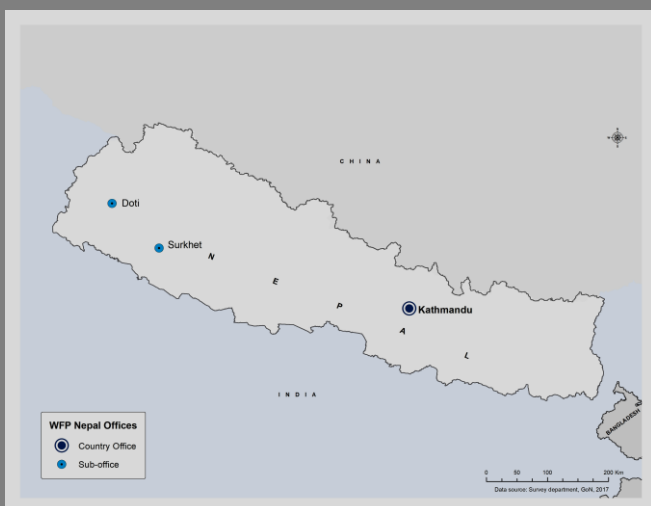 CHINA
Doti
Surkhet
NEPAL
Kathmandu
INDIA
BANGLADESH
WFP Nepal Offices
Country Office
Sub-office
0 50 100 200 Km
Data source: Survey department, GoN, 2017